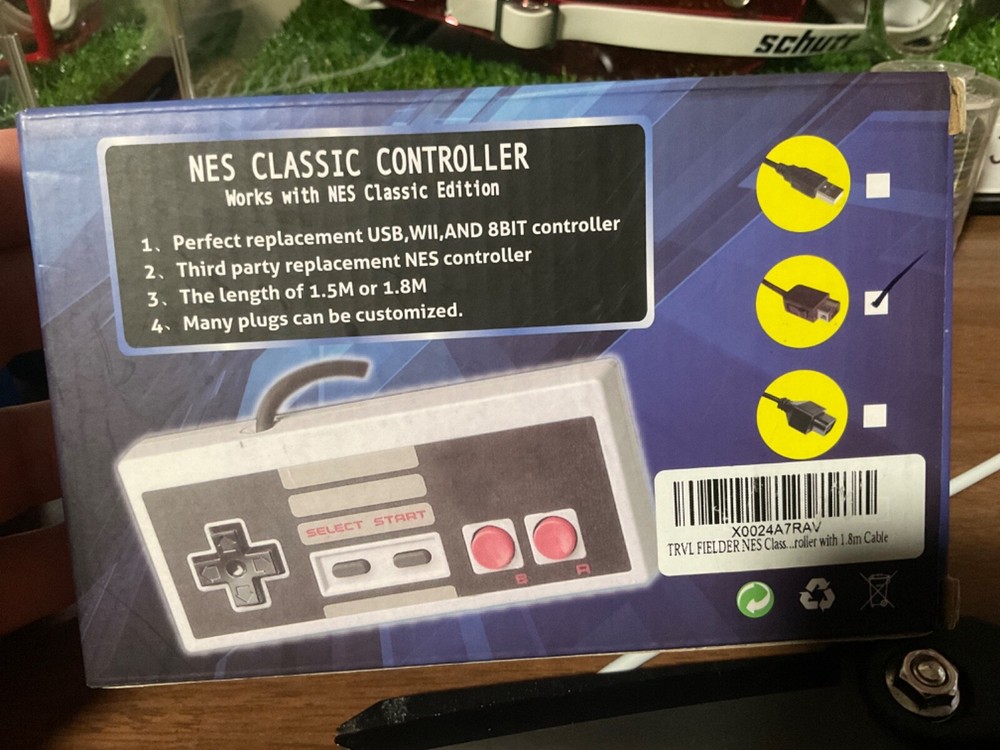 schutt
NES CLASSIC CONTROLLER
Works with NES Classic Edition
1、Perfect replacement USB,WII,AND 8BIT controller
2、Third party replacement NES controller
3、The length of 1.5M or 1.8M
4、Many plugs can be customized.
SELECT START
B A
X0024A7RAV
TRVL FIELDER NES Class...roller with 1.8m Cable